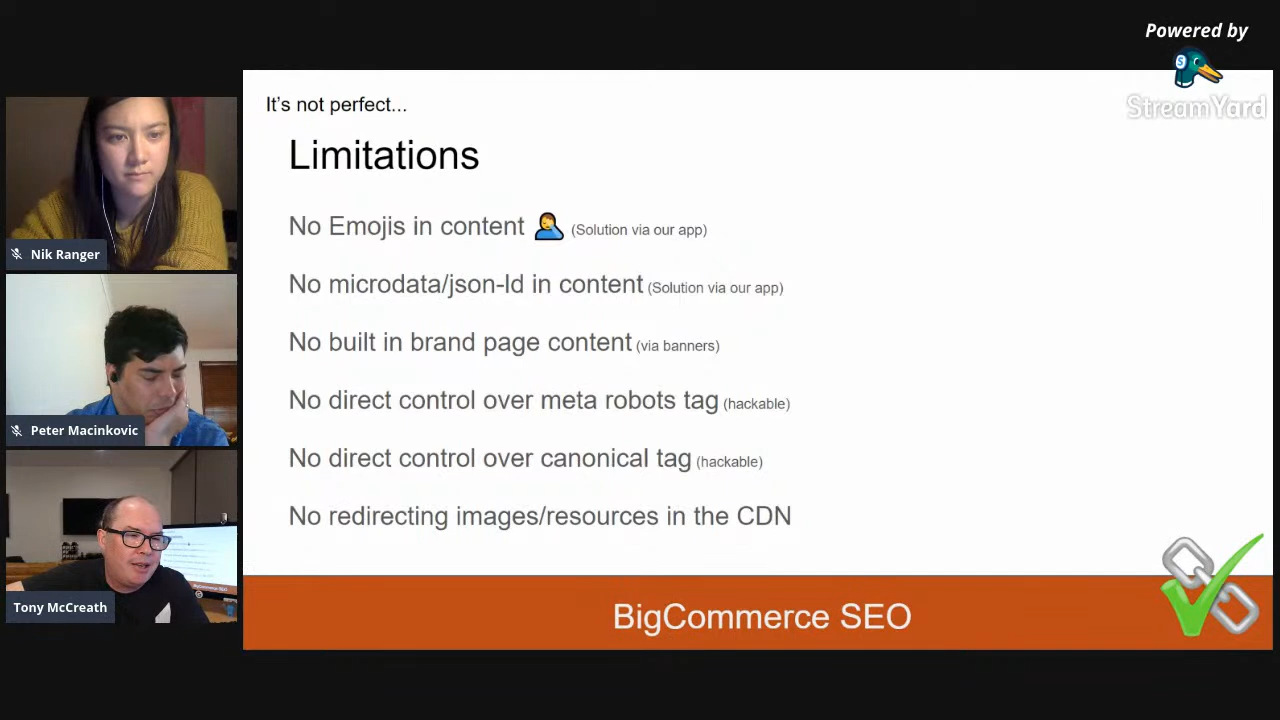 Powered by
StreamYard
It's not perfect...
Limitations
No Emojis in content 🤦‍♂️ (Solution via our app)
No microdata/json-ld in content (Solution via our app)
No built in brand page content (via banners)
No direct control over meta robots tag (hackable)
No direct control over canonical tag (hackable)
No redirecting images/resources in the CDN
BigCommerce SEO
Nik Ranger
Peter Macinkovic
Tony McCreath